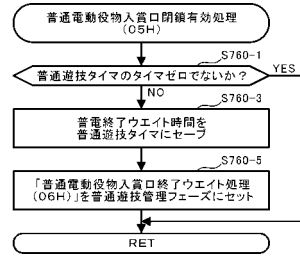 普通電動役物入賞口閉鎖有効処理
(05H)
S760-1
普通遊技タイマのタイマゼロでないか?
YES
NO
S760-3
普電終了ウエイト時間を
普通遊技タイマにセーブ
S760-5
「普通電動役物入賞口終了ウエイト処理
(06H)」を普通遊技管理フェーズにセット
RET